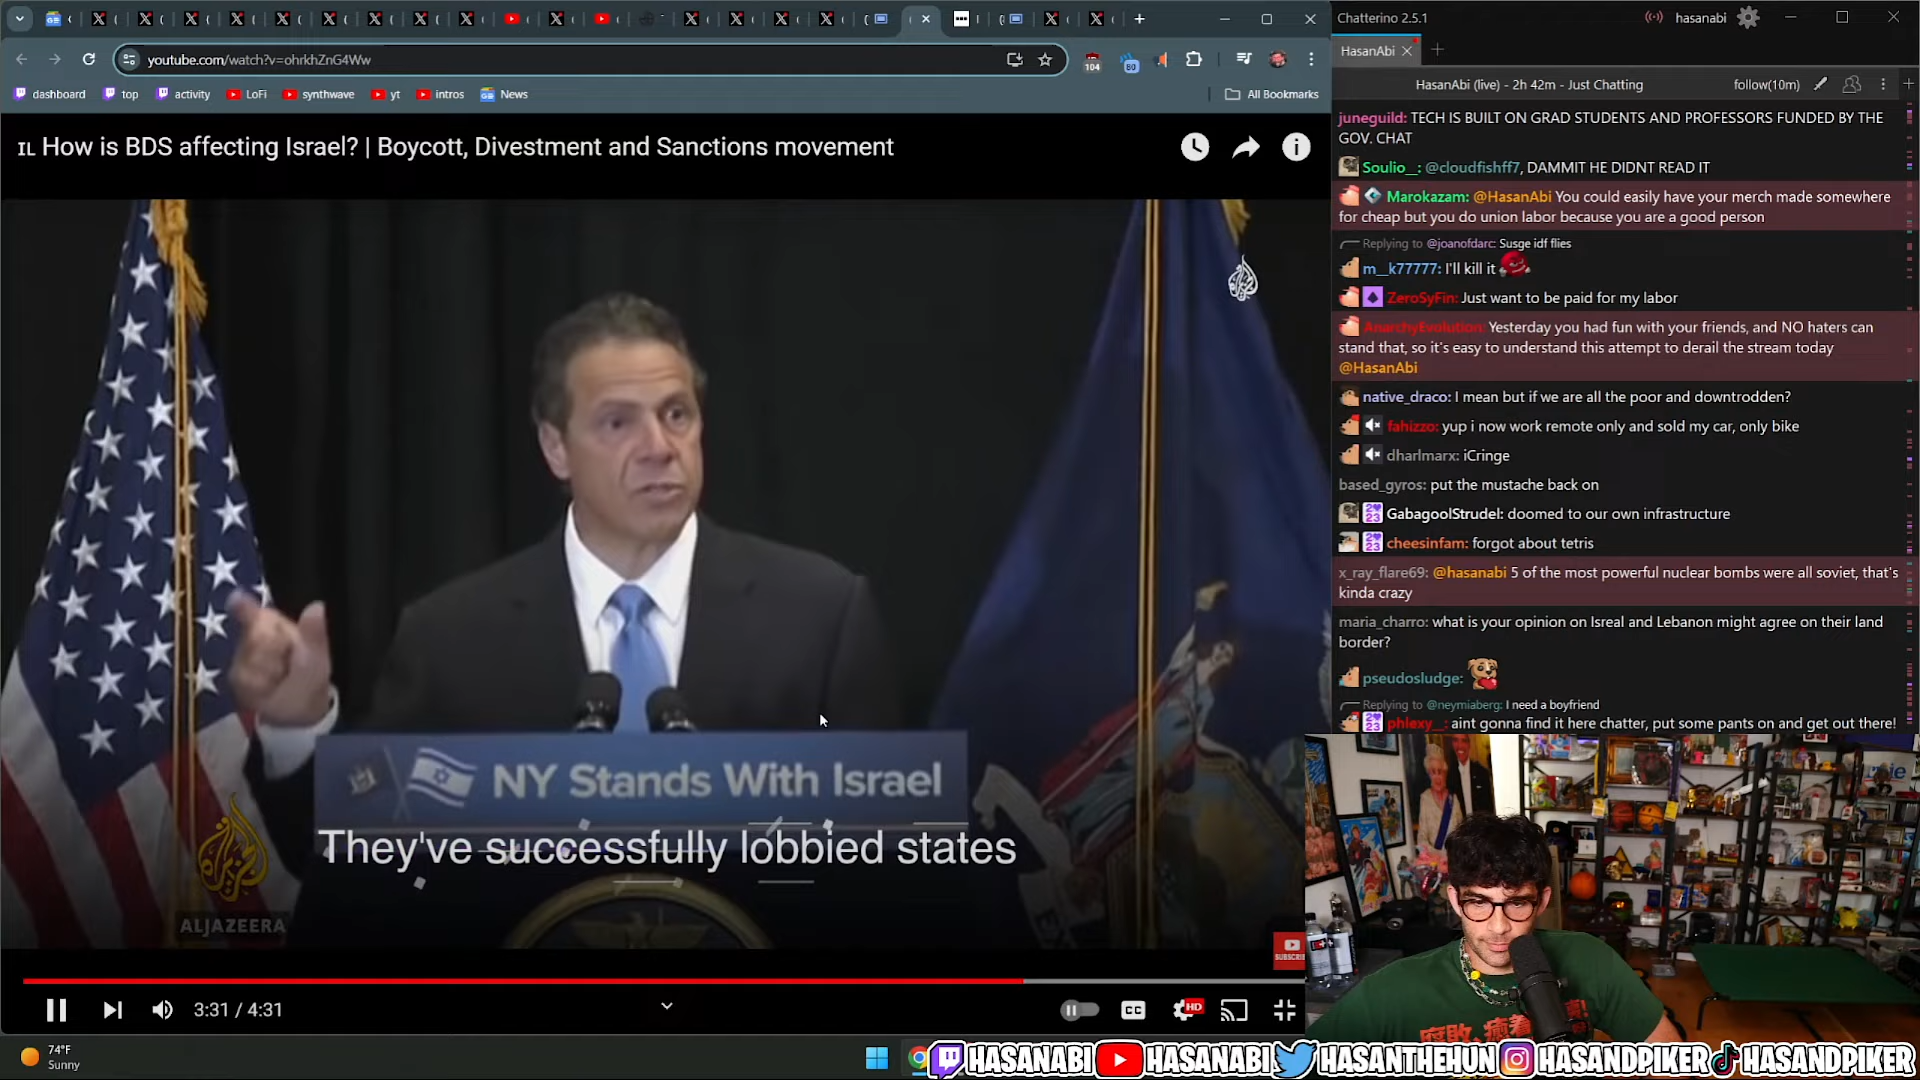 youtube.com/watch?v=ohrkhZnG4Ww
104
80
dashboard
top
activity
LoFi
synthwave
yt
intros
News
All Bookmarks
IL How is BDS affecting Israel? | Boycott, Divestment and Sanctions movement
NY Stands With Israel
They've successfully lobbied states
ALJAZEERA
SUBSCRIBE
3:31 / 4:31
CC
HD
74°F
Sunny
Chatterino 2.5.1
hasanabi
HasanAbi
HasanAbi (live) - 2h 42m - Just Chatting
follow(10m)
juneguild: TECH IS BUILT ON GRAD STUDENTS AND PROFESSORS FUNDED BY THE
GOV. CHAT
Soulio__: @cloudfishff7, DAMMIT HE DIDNT READ IT
Marokazam: @HasanAbi You could easily have your merch made somewhere
for cheap but you do union labor because you are a good person
Replying to @joanofdarc: Susge idf flies
m__k77777: I'll kill it
ZeroSyFin: Just want to be paid for my labor
AnarchyEvolution: Yesterday you had fun with your friends, and NO haters can
stand that, so it's easy to understand this attempt to derail the stream today
@HasanAbi
native_draco: I mean but if we are all the poor and downtrodden?
fahizzo: yup i now work remote only and sold my car, only bike
dharlmarx: iCringe
based_gyros: put the mustache back on
GabagoolStrudel: doomed to our own infrastructure
cheesinfam: forgot about tetris
x_ray_flare69: @hasanabi 5 of the most powerful nuclear bombs were all soviet, that's
kinda crazy
maria_charro: what is your opinion on Isreal and Lebanon might agree on their land
border?
pseudosludge:
Replying to @neymiaberg: I need a boyfriend
phlexy_: aint gonna find it here chatter, put some pants on and get out there!
HASANABI
HASANABI
HASANTHEHUN
HASANDPIKER
HASANDPIKER